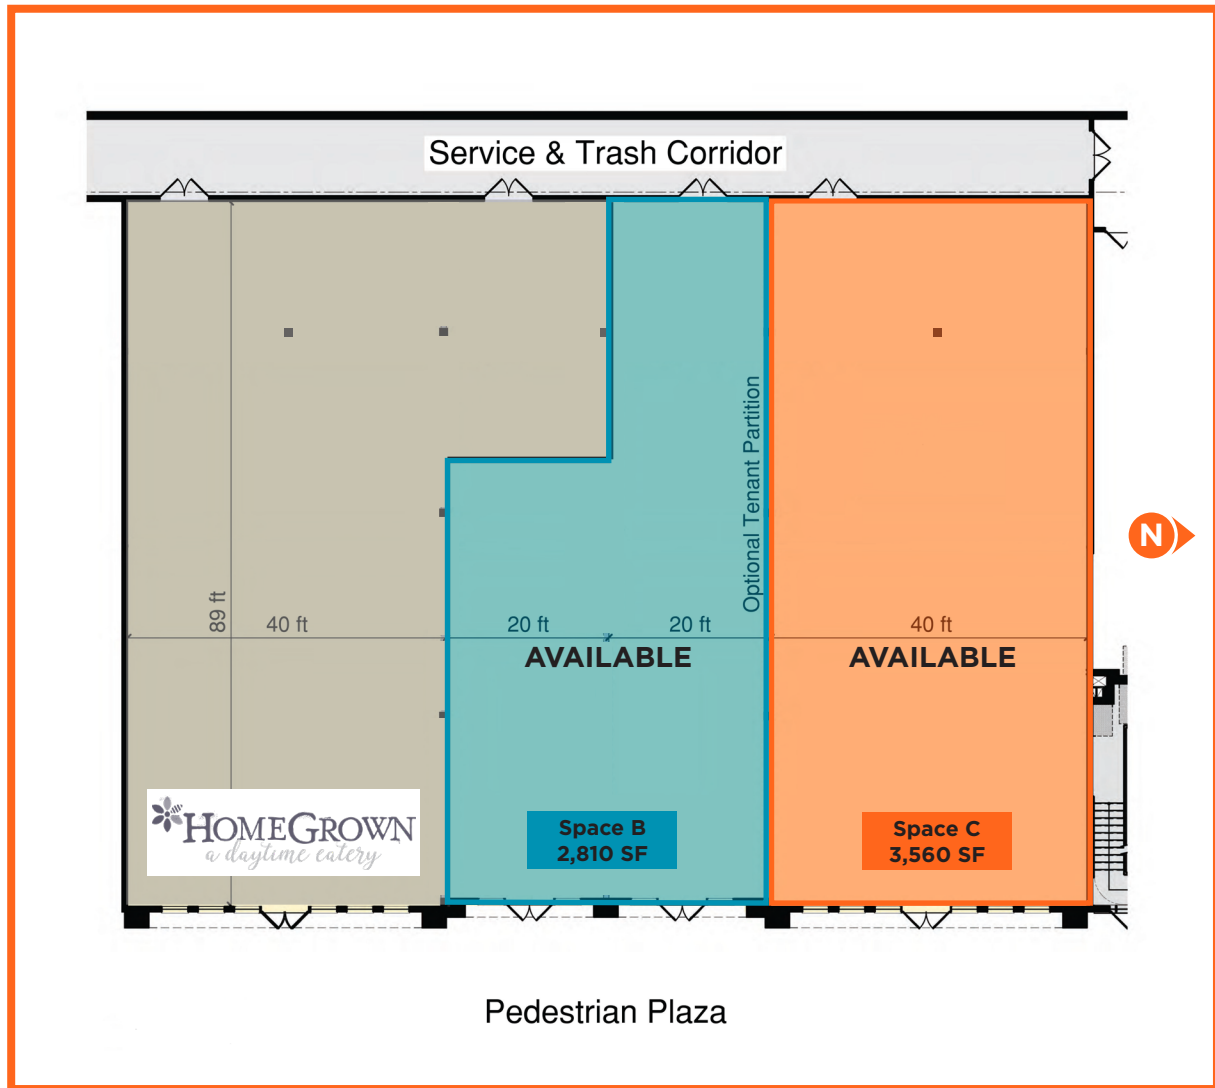 Service & Trash Corridor
Optional Tenant Partition
89 ft
40 ft
20 ft
20 ft
40 ft
AVAILABLE
AVAILABLE
N
HOMEGROWN
a daytime eatery
Space B
2,810 SF
Space C
3,560 SF
Pedestrian Plaza